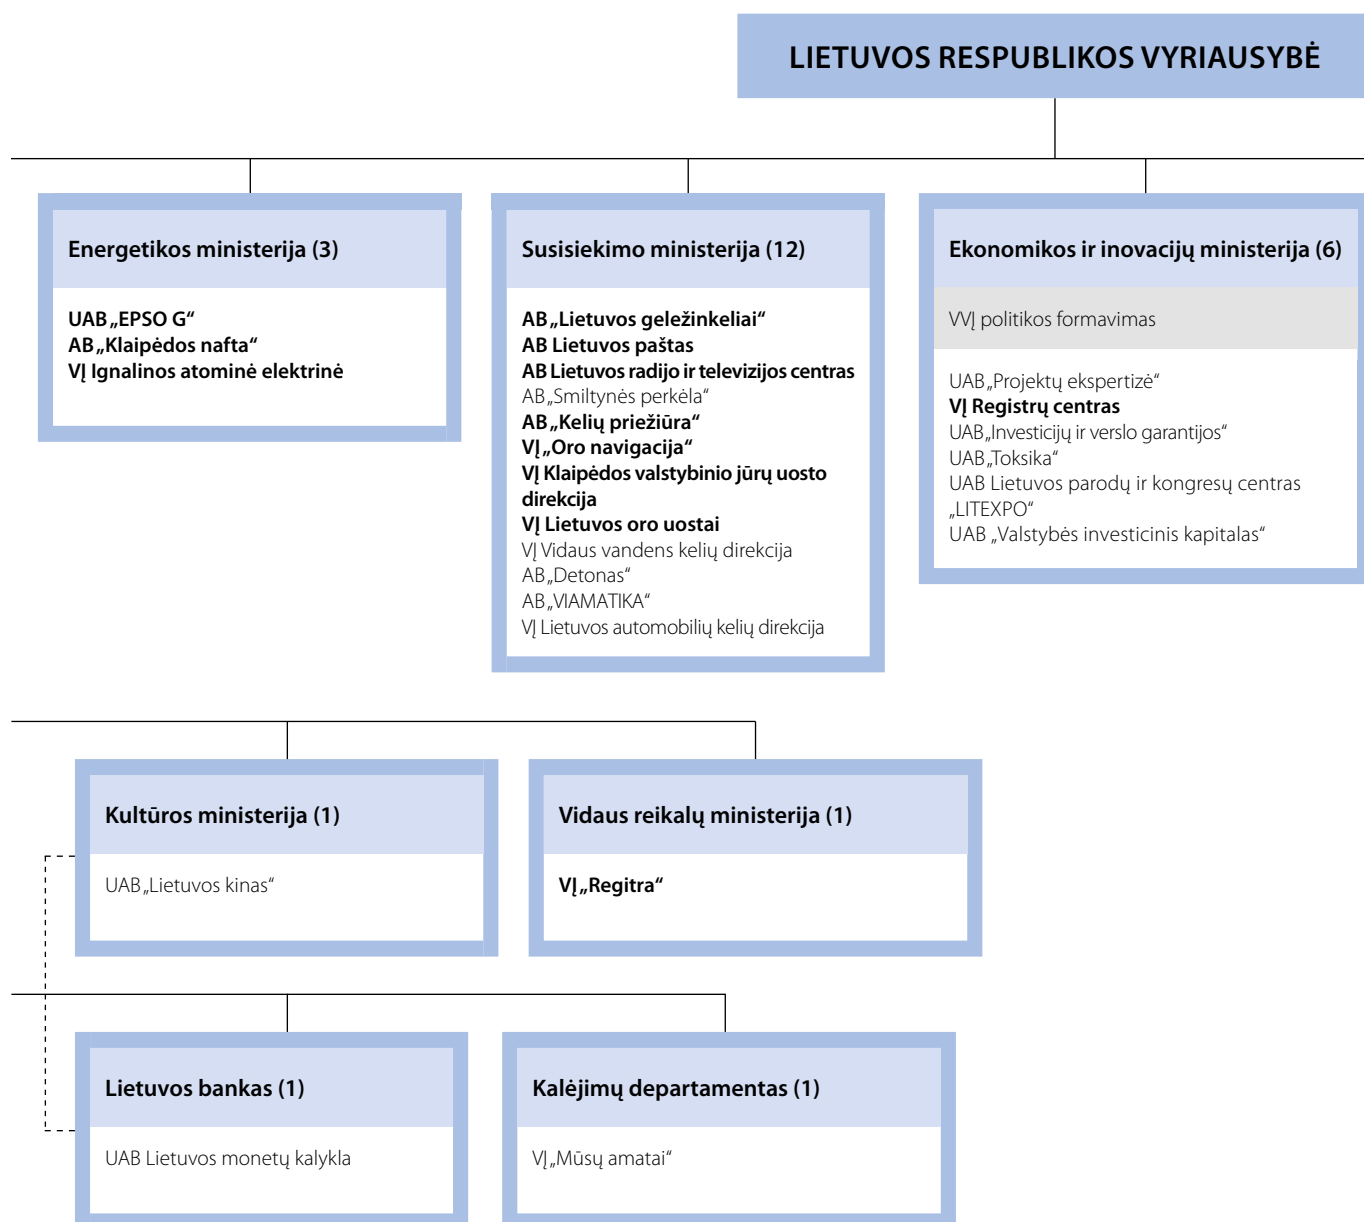 LIETUVOS RESPUBLIKOS VYRIAUSYBĖ
Energetikos ministerija (3)
UAB „EPSO G“
AB „Klaipėdos nafta“
VĮ Ignalinos atominė elektrinė
Susisiekimo ministerija (12)
AB „Lietuvos geležinkeliai“
AB Lietuvos paštas
AB Lietuvos radijo ir televizijos centras
AB „Smiltynės perkėla“
AB „Kelių priežiūra“
VĮ „Oro navigacija“
VĮ Klaipėdos valstybinio jūrų uosto
direkcija
VĮ Lietuvos oro uostai
VĮ Vidaus vandens kelių direkcija
AB „Detonas“
AB „VIAMATIKA“
VĮ Lietuvos automobilių kelių direkcija
Ekonomikos ir inovacijų ministerija (6)
VVĮ politikos formavimas
UAB „Projektų ekspertizė“
VĮ Registrų centras
UAB „Investicijų ir verslo garantijos“
UAB „Toksika“
UAB Lietuvos parodų ir kongresų centras
„LITEXPO“
UAB „Valstybės investicinis kapitalas“
Kultūros ministerija (1)
UAB „Lietuvos kinas“
Vidaus reikalų ministerija (1)
VĮ „Regitra“
Lietuvos bankas (1)
UAB Lietuvos monetų kalykla
Kalėjimų departamentas (1)
VĮ „Mūsų amatai“